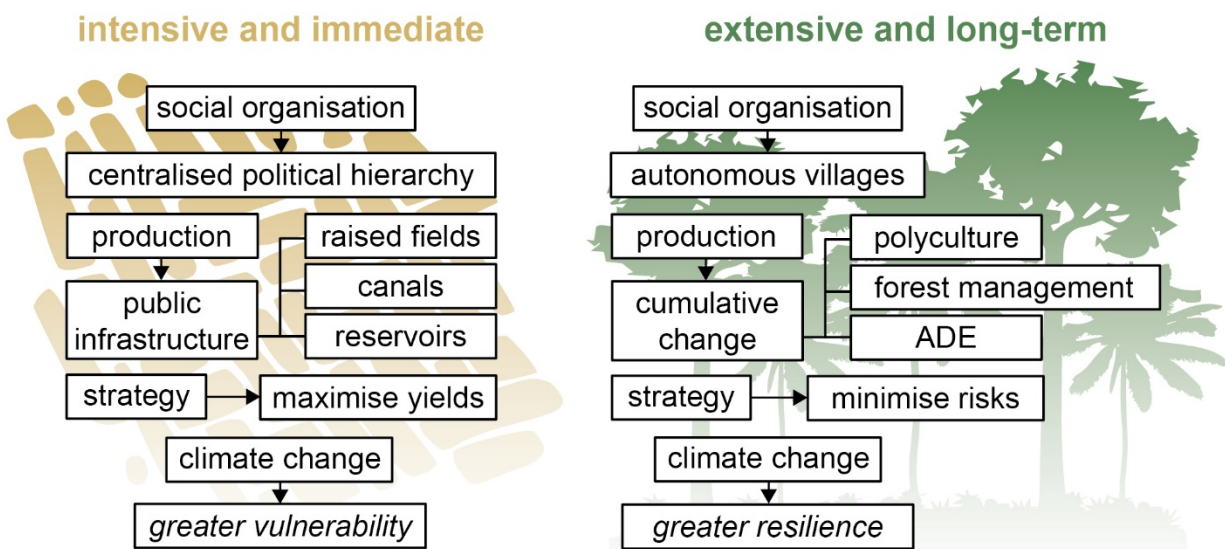 intensive and immediate
social organisation
centralised political hierarchy
production
public
infrastructure
raised fields
canals
reservoirs
strategy
maximise yields
climate change
greater vulnerability
extensive and long-term
social organisation
autonomous villages
production
cumulative
change
polyculture
forest management
ADE
strategy
minimise risks
climate change
greater resilience